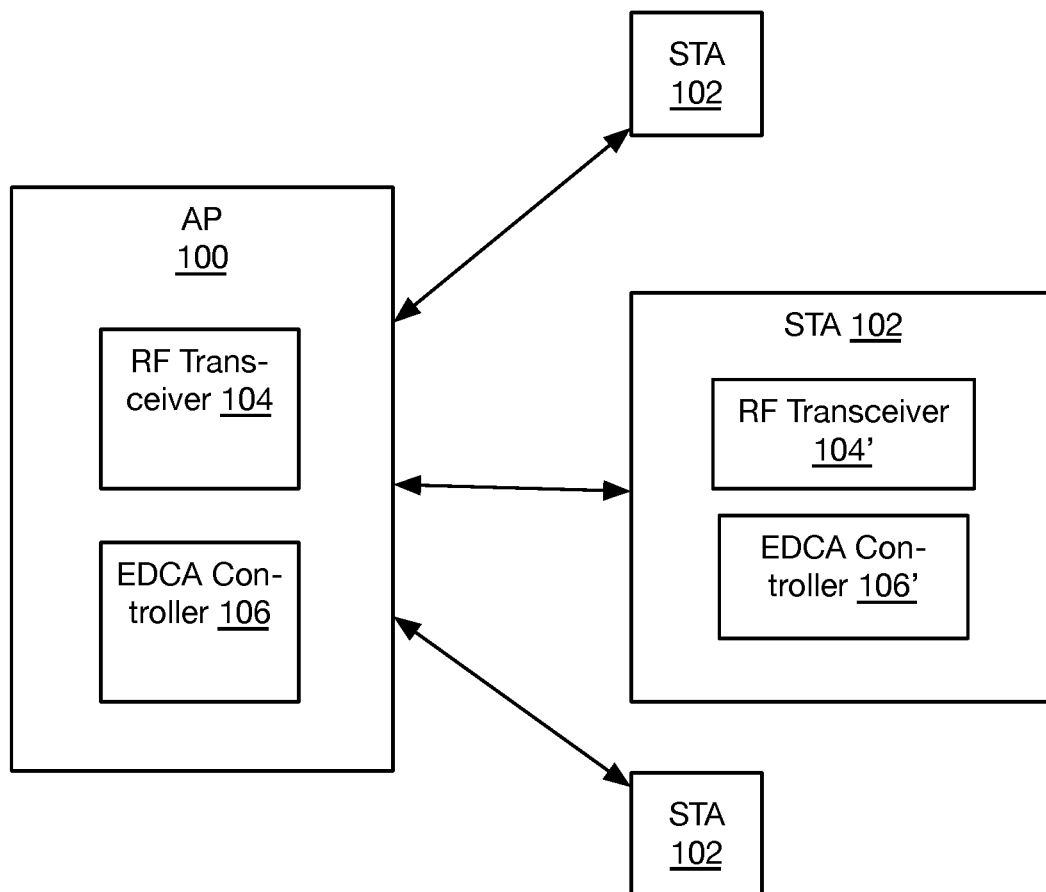 STA
102
AP
100
RF Trans-
ceiver 104
EDCA Con-
troller 106
STA 102
RF Transceiver
104’
EDCA Con-
troller 106’
STA
102